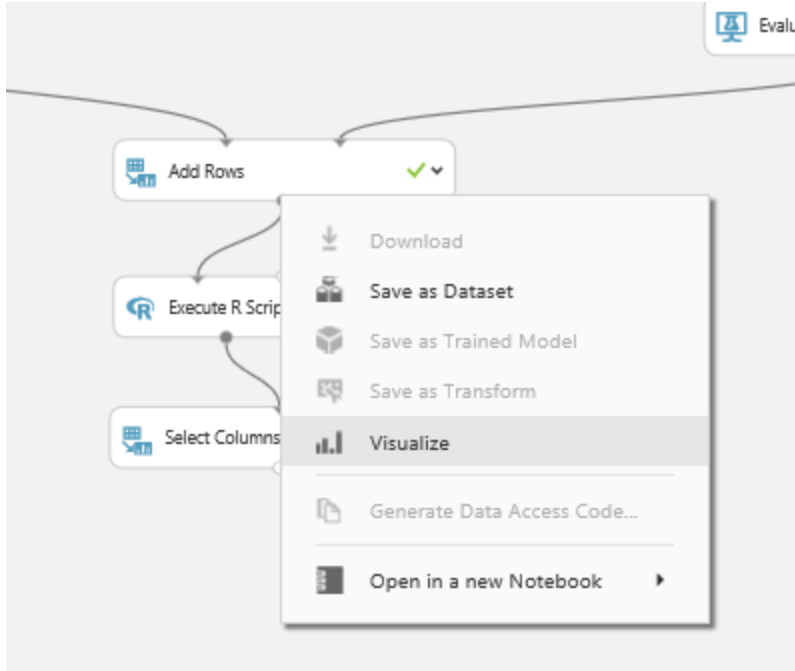 Evalu
Add Rows
Download
Save as Dataset
Execute R Scrip
Save as Trained Model
Save as Transform
Select Columns
Visualize
Generate Data Access Code...
Open in a new Notebook